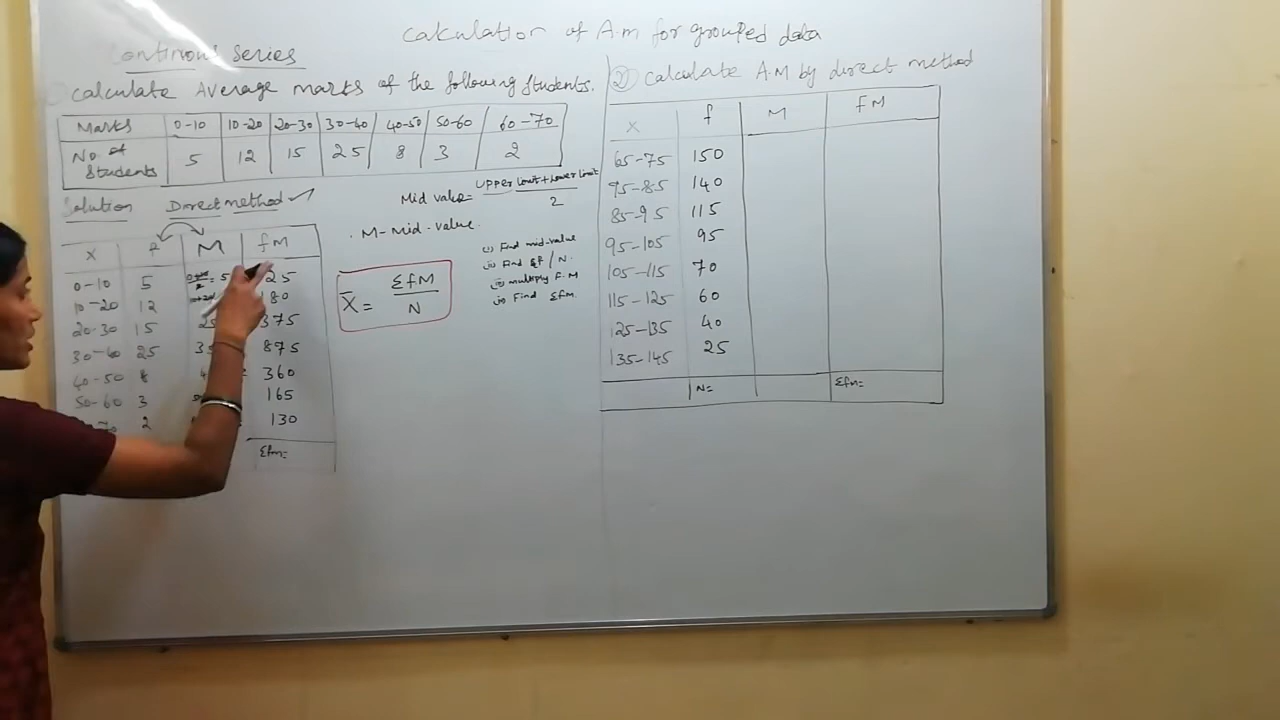 Calculation of A.M for grouped data
Continous Series
Calculate Average marks of the following students.
Marks 0-10 10-20 20-30 30-40 40-50 50-60 60-70
No. of Students 5 12 15 25 8 3 2
Solution Direct method ✓
Mid value = Upper limit + Lower limit / 2
M - Mid-value.
X f M fM
0-10 5 = 5 25
10-20 12 180
20-30 15 375
30-40 25 875
40-50 8 360
50-60 3 165
2 130
Σfm=
X̄ = ΣfM / N
(i) Find mid-value
(ii) Find Σf / N.
(iii) multiply F.M
(iv) Find Σfm.
2) Calculate A.M by direct method
X f M FM
65-75 150
95-85 140
85-95 115
95-105 95
105-115 70
115-125 60
125-135 40
135-145 25
N= Σfm=